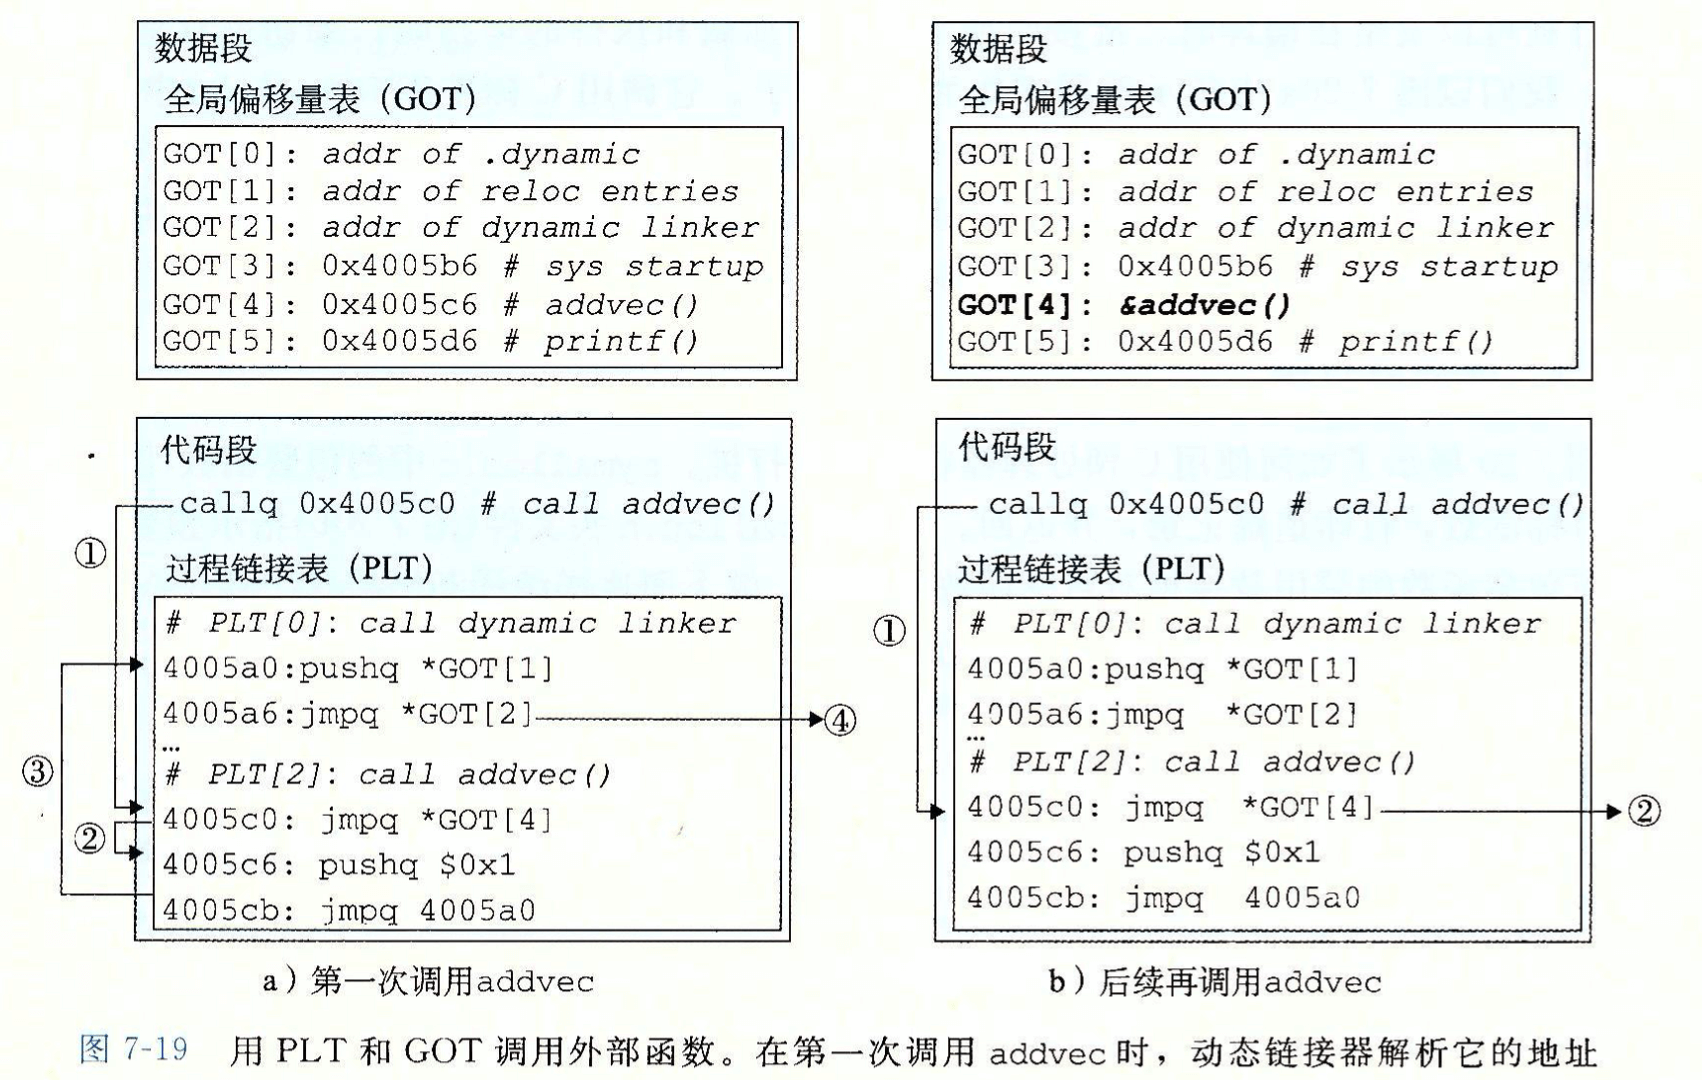 数据段
全局偏移量表（GOT）
GOT[0]: addr of .dynamic
GOT[1]: addr of reloc entries
GOT[2]: addr of dynamic linker
GOT[3]: 0x4005b6 # sys startup
GOT[4]: 0x4005c6 # addvec()
GOT[5]: 0x4005d6 # printf()
代码段
callq 0x4005c0 # call addvec()
①
过程链接表（PLT）
# PLT[0]: call dynamic linker
4005a0:pushq *GOT[1]
4005a6:jmpq *GOT[2]
④
…
③
# PLT[2]: call addvec()
4005c0: jmpq *GOT[4]
②
4005c6: pushq $0x1
4005cb: jmpq 4005a0
a）第一次调用addvec
数据段
全局偏移量表（GOT）
GOT[0]: addr of .dynamic
GOT[1]: addr of reloc entries
GOT[2]: addr of dynamic linker
GOT[3]: 0x4005b6 # sys startup
GOT[4]: &addvec()
GOT[5]: 0x4005d6 # printf()
代码段
callq 0x4005c0 # call addvec()
过程链接表（PLT）
①
# PLT[0]: call dynamic linker
4005a0:pushq *GOT[1]
4005a6:jmpq *GOT[2]
…
# PLT[2]: call addvec()
4005c0: jmpq *GOT[4]
②
4005c6: pushq $0x1
4005cb: jmpq 4005a0
b）后续再调用addvec
图 7-19 用 PLT 和 GOT 调用外部函数。在第一次调用 addvec 时，动态链接器解析它的地址